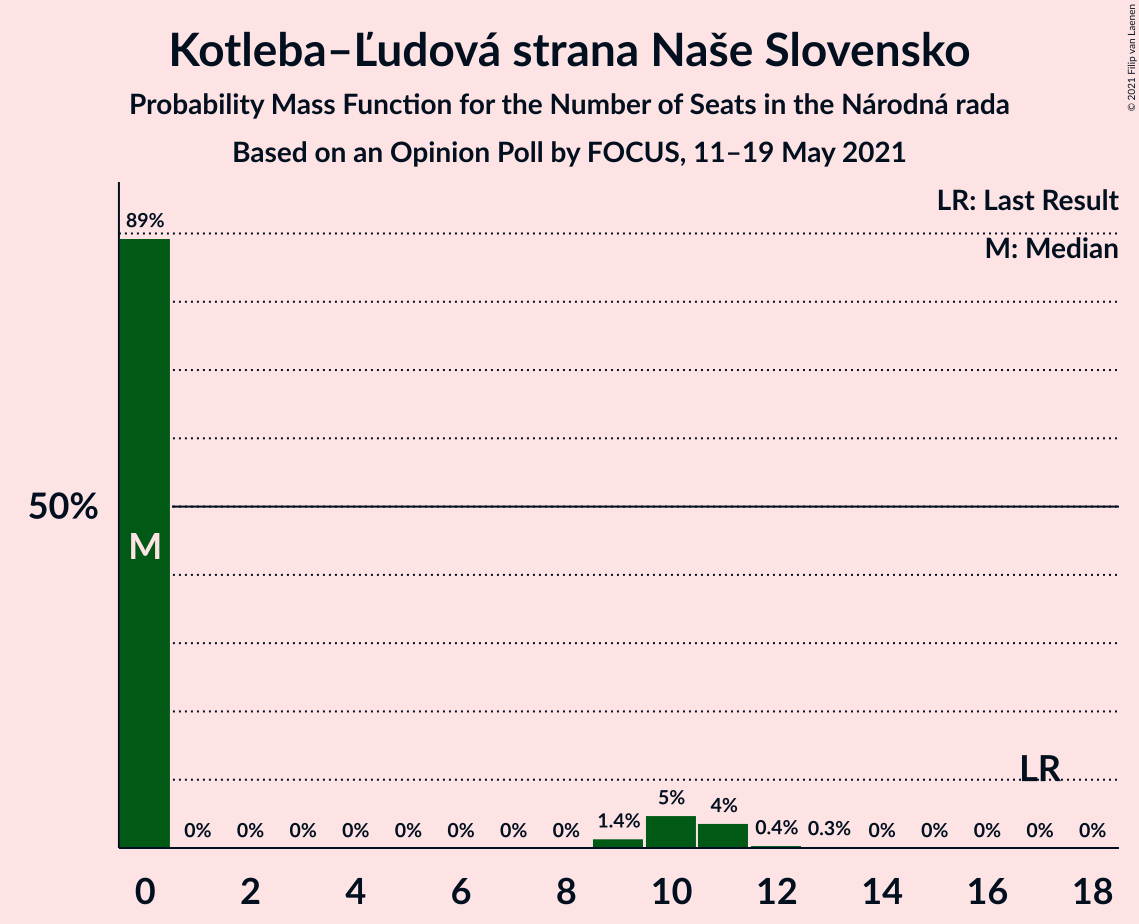 Kotleba–Ľudová strana Naše Slovensko
Probability Mass Function for the Number of Seats in the Národná rada
Based on an Opinion Poll by FOCUS, 11–19 May 2021
© 2021 Filip van Laenen
LR: Last Result
M: Median
89%
50%
M
LR
0% 0% 0% 0% 0% 0% 0% 0% 1.4% 5% 4% 0.4% 0.3% 0% 0% 0% 0% 0%
0 2 4 6 8 10 12 14 16 18